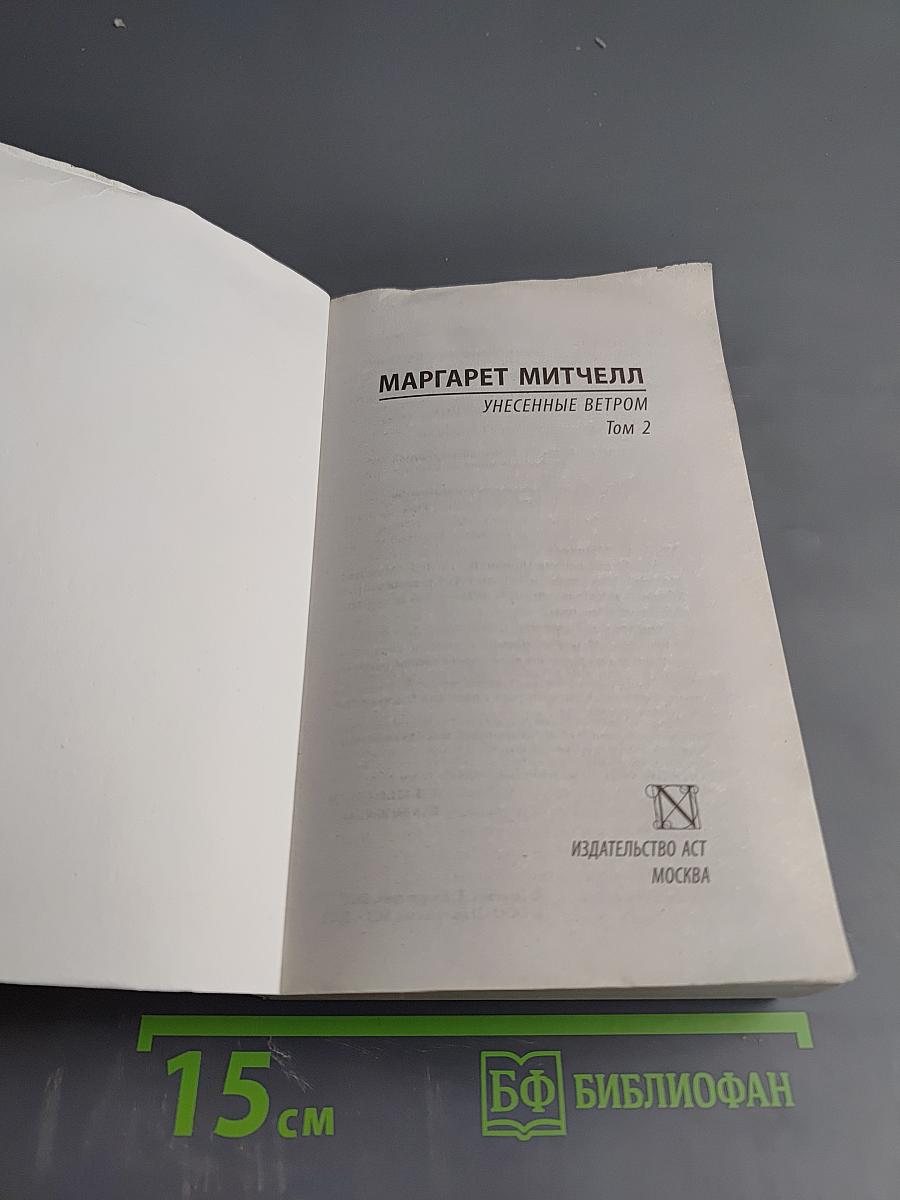 МАРГАРЕТ МИТЧЕЛЛ
УНЕСЕННЫЕ ВЕТРОМ
Том 2
ИЗДАТЕЛЬСТВО АСТ
МОСКВА
15 см
БФ БИБЛИОФАН